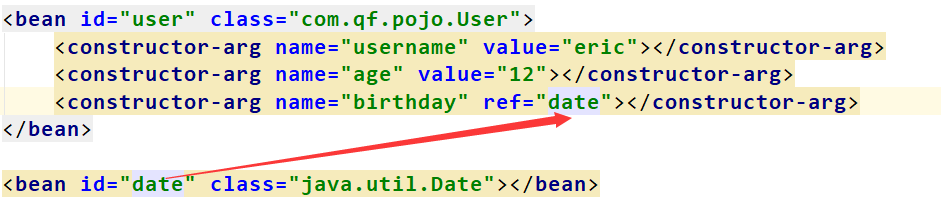 <bean id="user" class="com.qf.pojo.User">
<constructor-arg name="username" value="eric"></constructor-arg>
<constructor-arg name="age" value="12"></constructor-arg>
<constructor-arg name="birthday" ref="date"></constructor-arg>
</bean>
<bean id="date" class="java.util.Date"></bean>